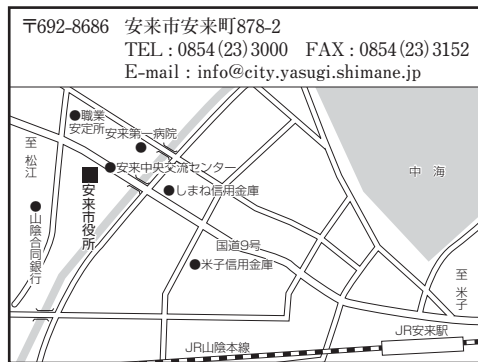 〒692-8686 安来市安来町878-2
TEL : 0854(23)3000 FAX : 0854(23)3152
E-mail : info@city.yasugi.shimane.jp
職業
安定所
安来第一病院
至 松江
安来中央交流センター
中 海
しまね信用金庫
安来市役所
山陰合同銀行
国道9号
米子信用金庫
至 米子
JR安来駅
JR山陰本線